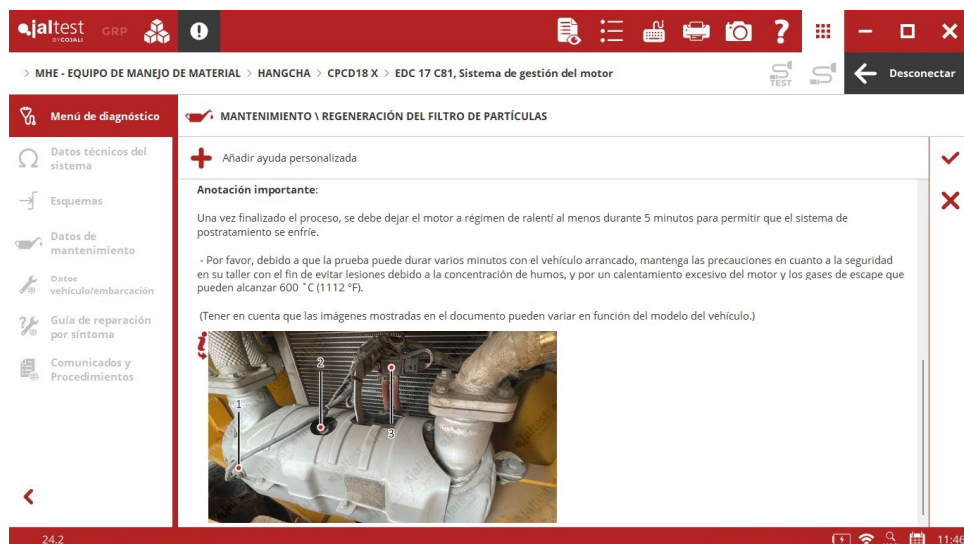 jaltest GRP
BY COJALI
> MHE - EQUIPO DE MANEJO DE MATERIAL > HANGCHA > CPCD18 X > EDC 17 C81, Sistema de gestión del motor
TEST
Desconectar
Menú de diagnóstico
MANTENIMIENTO \ REGENERACIÓN DEL FILTRO DE PARTÍCULAS
Datos técnicos del
sistema
Esquemas
Datos de
mantenimiento
Datos
vehículo/embarcación
Guía de reparación
por síntoma
Comunicados y
Procedimientos
Añadir ayuda personalizada
Anotación importante:
Una vez finalizado el proceso, se debe dejar el motor a régimen de ralentí al menos durante 5 minutos para permitir que el sistema de
postratamiento se enfríe.
- Por favor, debido a que la prueba puede durar varios minutos con el vehículo arrancado, mantenga las precauciones en cuanto a la seguridad
en su taller con el fin de evitar lesiones debido a la concentración de humos, y por un calentamiento excesivo del motor y los gases de escape que
pueden alcanzar 600 ˚C (1112 ºF).
(Tener en cuenta que las imágenes mostradas en el documento pueden variar en función del modelo del vehículo.)
2
1
3
24.2
11:46